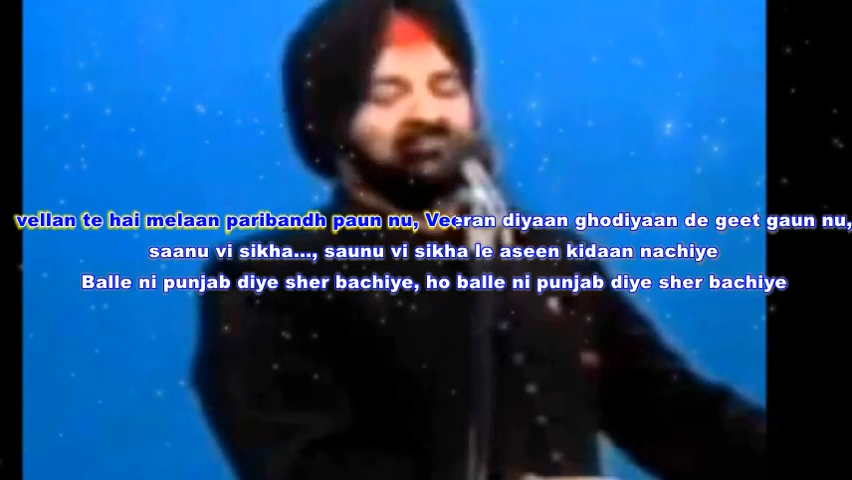 vellan te hai melaan paribandh paun nu, Veeran diyaan ghodiyaan de geet gaun nu,
saanu vi sikha..., saunu vi sikha le aseen kidaan nachiye
Balle ni punjab diye sher bachiye, ho balle ni punjab diye sher bachiye